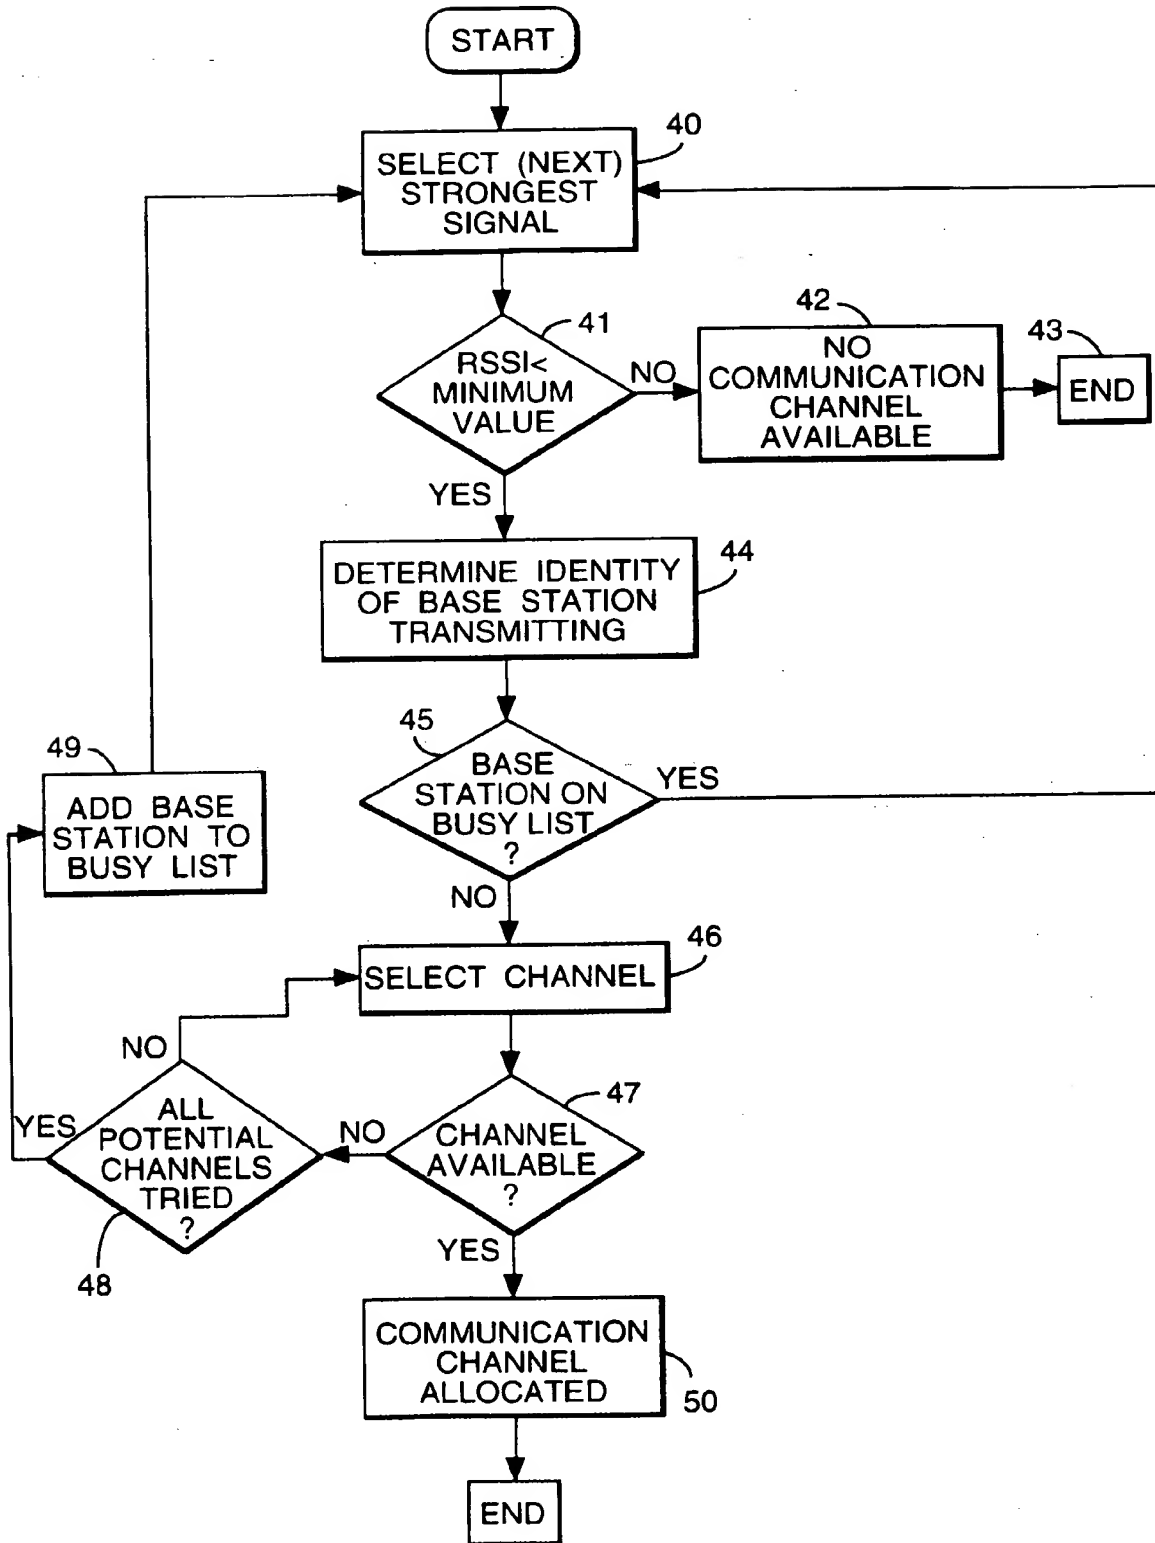 START
40
SELECT (NEXT)
STRONGEST
SIGNAL
41
RSSI<
MINIMUM
VALUE
NO
42
NO
COMMUNICATION
CHANNEL
AVAILABLE
43
END
YES
44
DETERMINE IDENTITY
OF BASE STATION
TRANSMITTING
45
BASE
STATION ON
BUSY LIST
?
YES
NO
49
ADD BASE
STATION TO
BUSY LIST
46
SELECT CHANNEL
NO
47
CHANNEL
AVAILABLE
?
NO
YES
ALL
POTENTIAL
CHANNELS
TRIED
?
48
YES
COMMUNICATION
CHANNEL
ALLOCATED
50
END